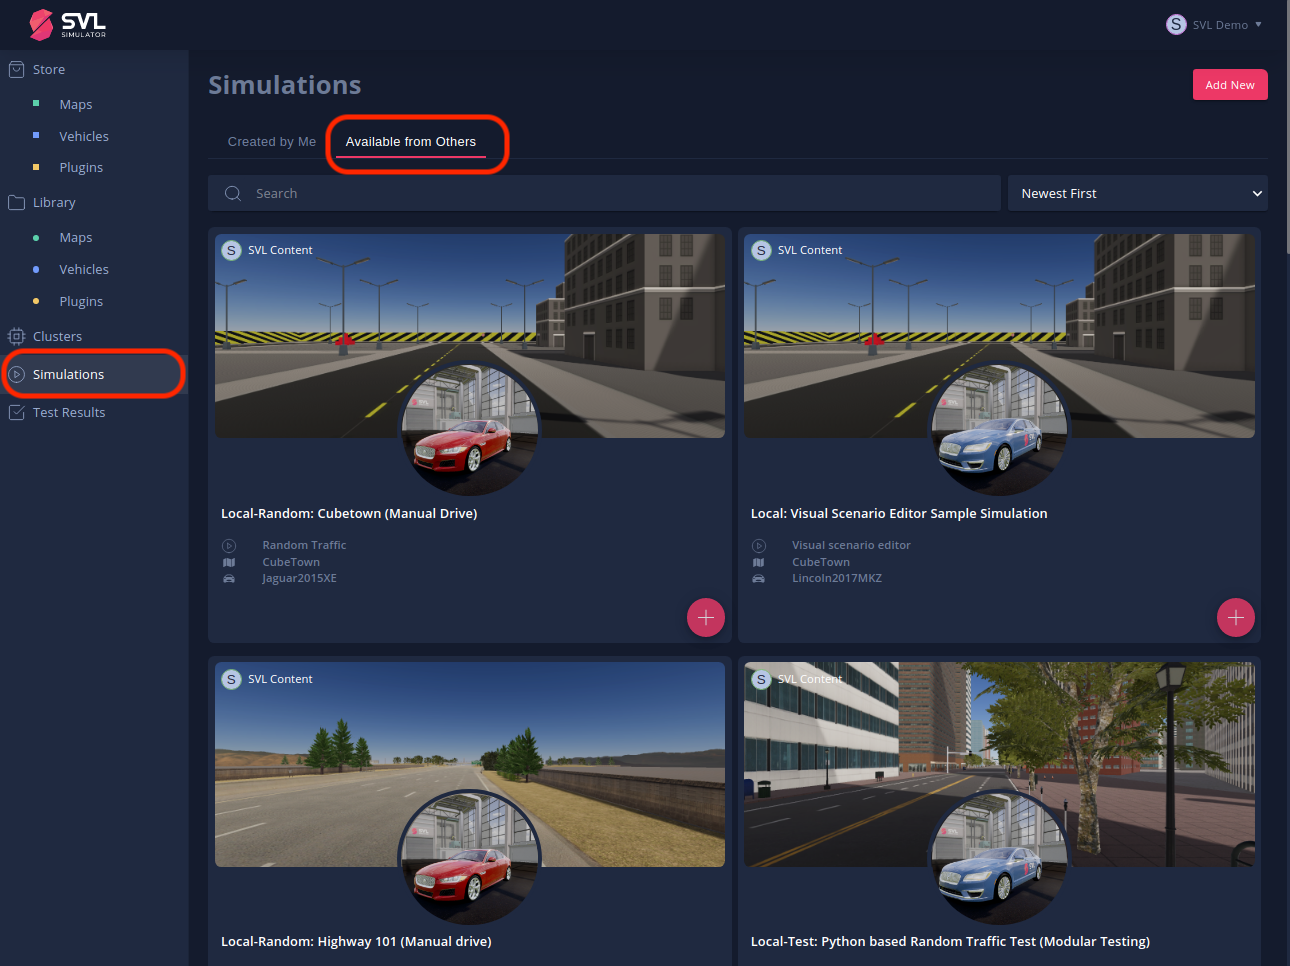 SVL
SIMULATOR
S SVL Demo
Store
Maps
Vehicles
Plugins
Library
Maps
Vehicles
Plugins
Clusters
Simulations
Test Results
Simulations
Add New
Created by Me
Available from Others
Search
Newest First
S SVL Content
Local-Random: Cubetown (Manual Drive)
Random Traffic
CubeTown
Jaguar2015XE
S SVL Content
Local: Visual Scenario Editor Sample Simulation
Visual scenario editor
CubeTown
Lincoln2017MKZ
S SVL Content
Local-Random: Highway 101 (Manual drive)
S SVL Content
Local-Test: Python based Random Traffic Test (Modular Testing)